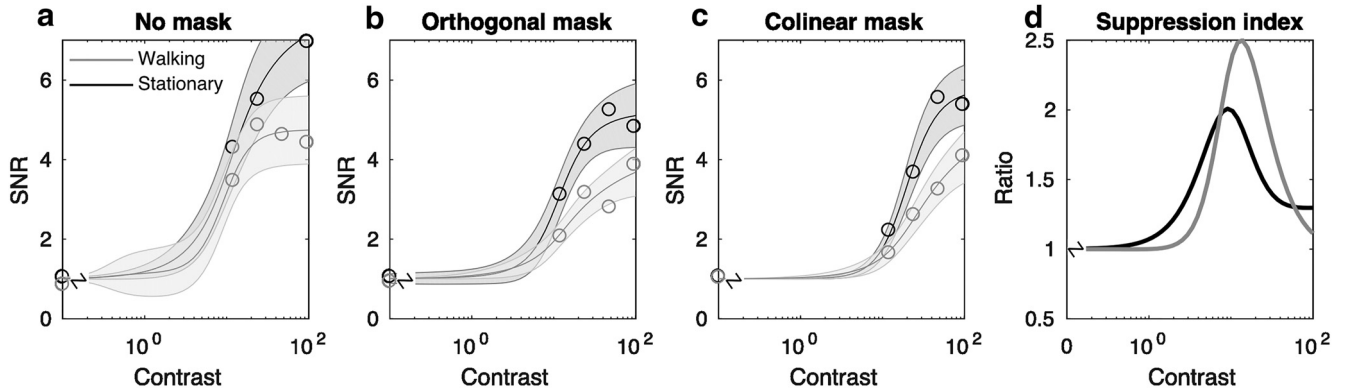 a No mask
SNR
6
4
2
0
Walking
Stationary
10^0
10^2
Contrast
b Orthogonal mask
SNR
6
4
2
0
10^0
10^2
Contrast
c Colinear mask
SNR
6
4
2
0
10^0
10^2
Contrast
d Suppression index
Ratio
2.5
2
1.5
1
0.5
0
10^0
10^2
Contrast